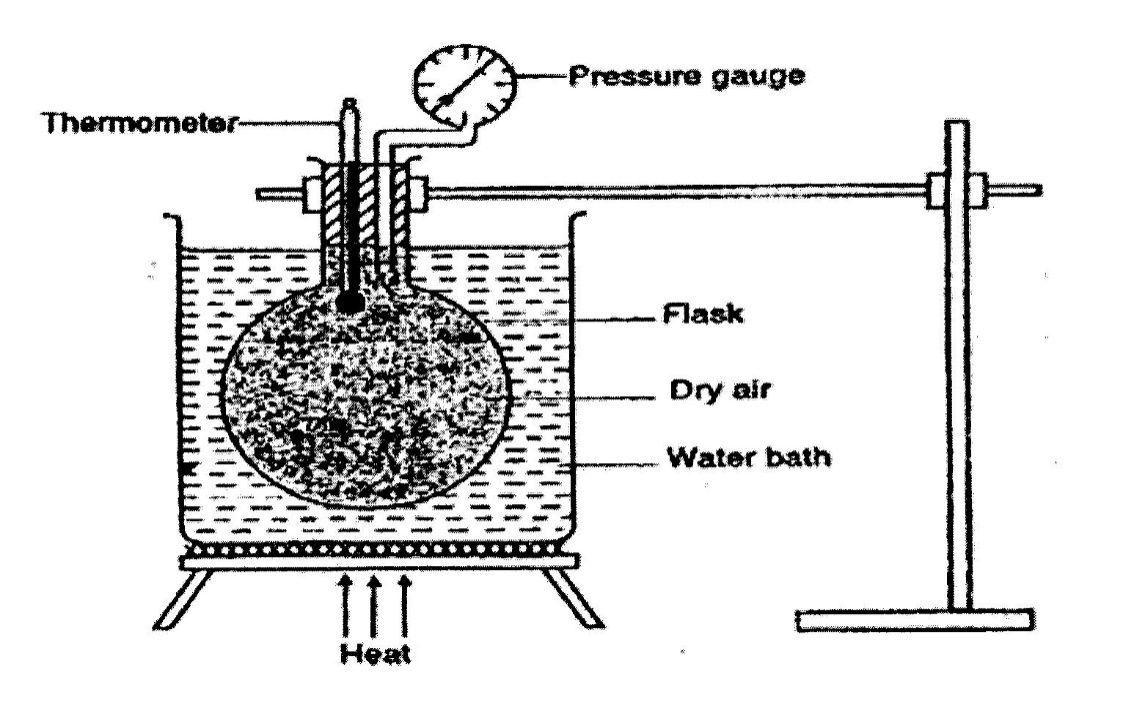 Pressure gauge
Thermometer
Flask
Dry air
Water bath
Heat